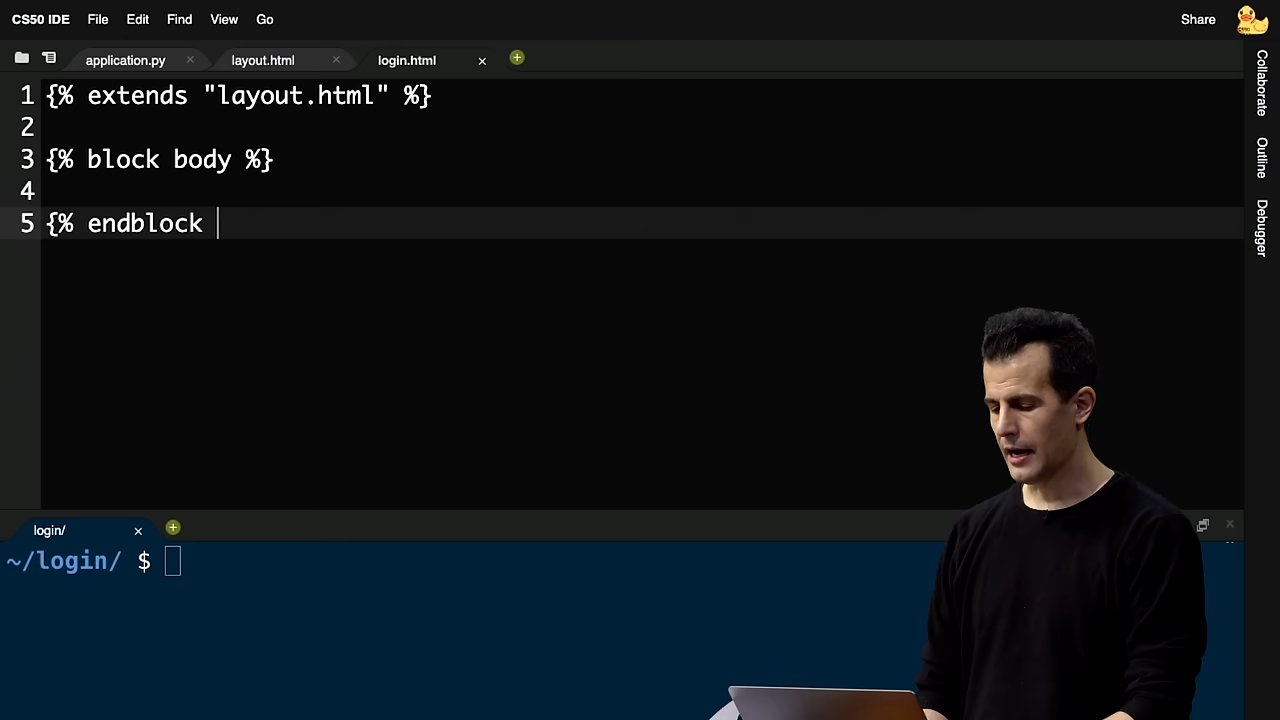 CS50 IDE File Edit Find View Go Share
application.py layout.html login.html
1 {% extends "layout.html" %}
2
3 {% block body %}
4
5 {% endblock
Collaborate
Outline
Debugger
login/
~/login/ $